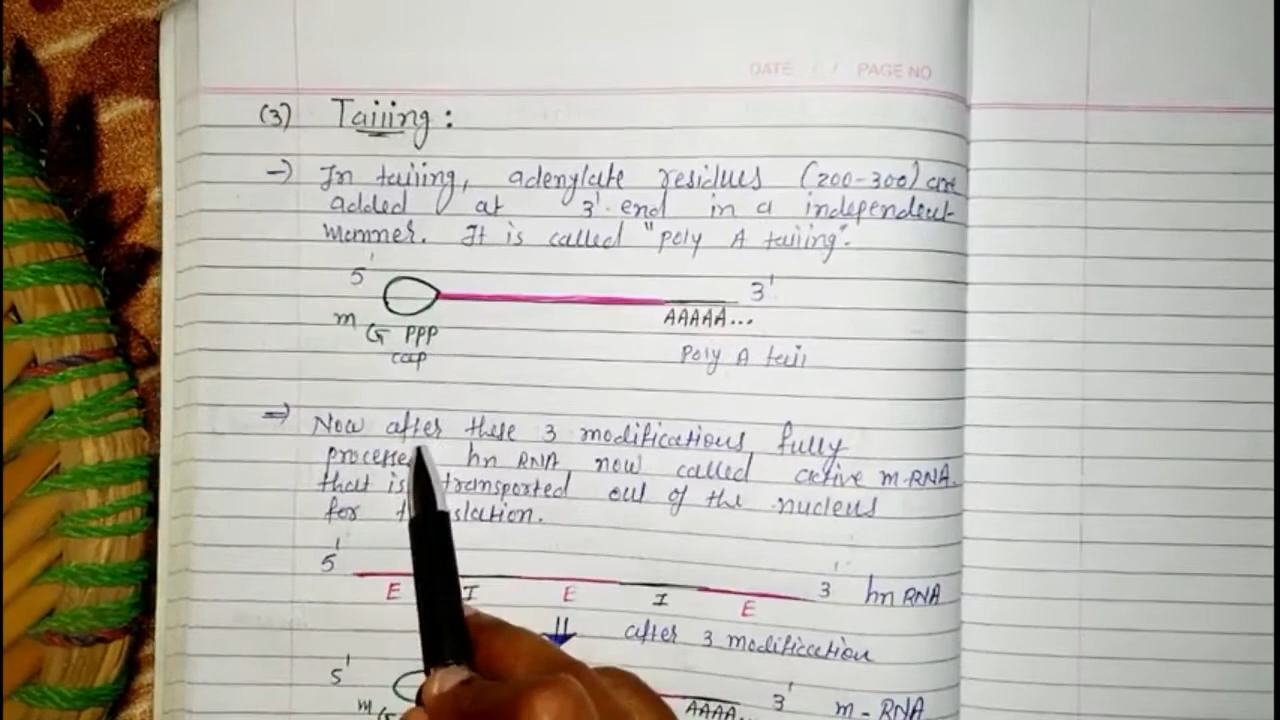 DATE / / PAGE NO
(3) Tailing :
→ In tailing, adenylate residues (200-300) are
added at 3' end in a independent
manner. It is called "poly A tailing".
5' 3'
m G PPP AAAAA...
cap Poly A tail
⇒ Now after these 3 modifications, fully
hn RNA now called active m-RNA.
that is transported out of the nucleus
for
5' 3' hn RNA
E I E I E
after 3 modification
5' 3' m-RNA
m G AAAA...